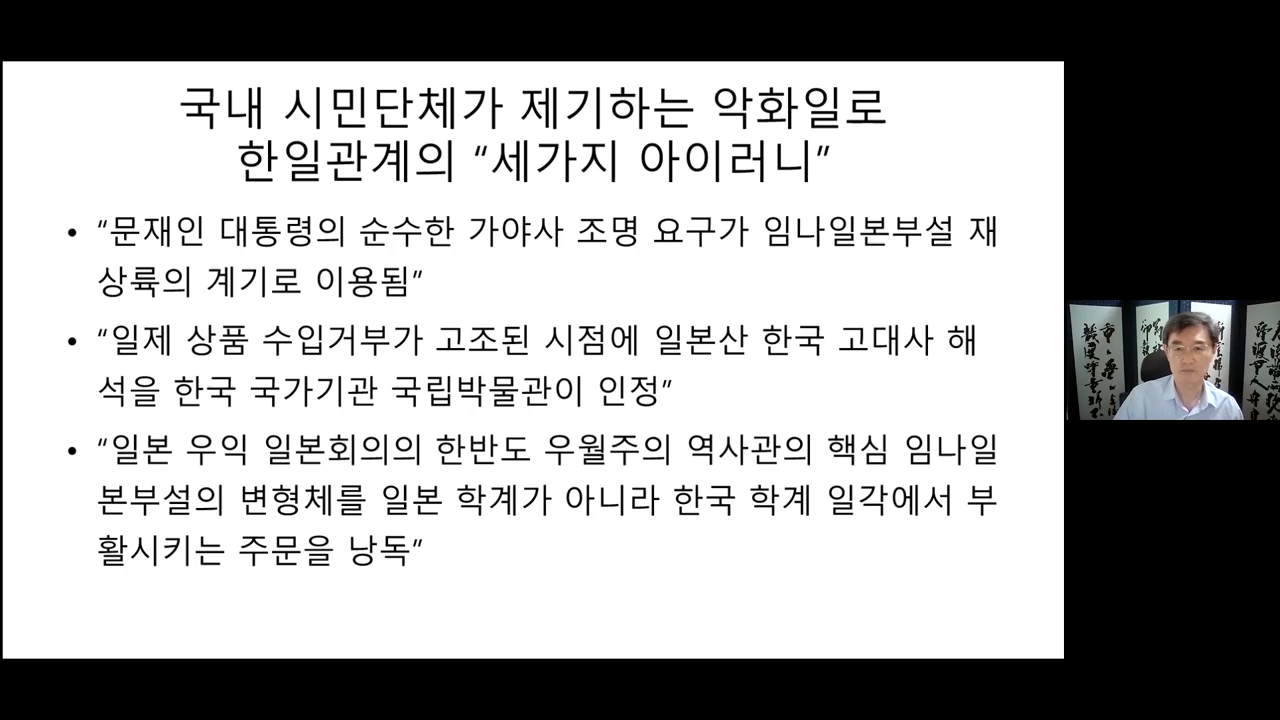 국내 시민단체가 제기하는 악화일로
한일관계의 “세가지 아이러니”
• “문재인 대통령의 순수한 가야사 조명 요구가 임나일본부설 재
상륙의 계기로 이용됨”
• “일제 상품 수입거부가 고조된 시점에 일본산 한국 고대사 해
석을 한국 국가기관 국립박물관이 인정”
• “일본 우익 일본회의의 한반도 우월주의 역사관의 핵심 임나일
본부설의 변형체를 일본 학계가 아니라 한국 학계 일각에서 부
활시키는 주문을 낭독”